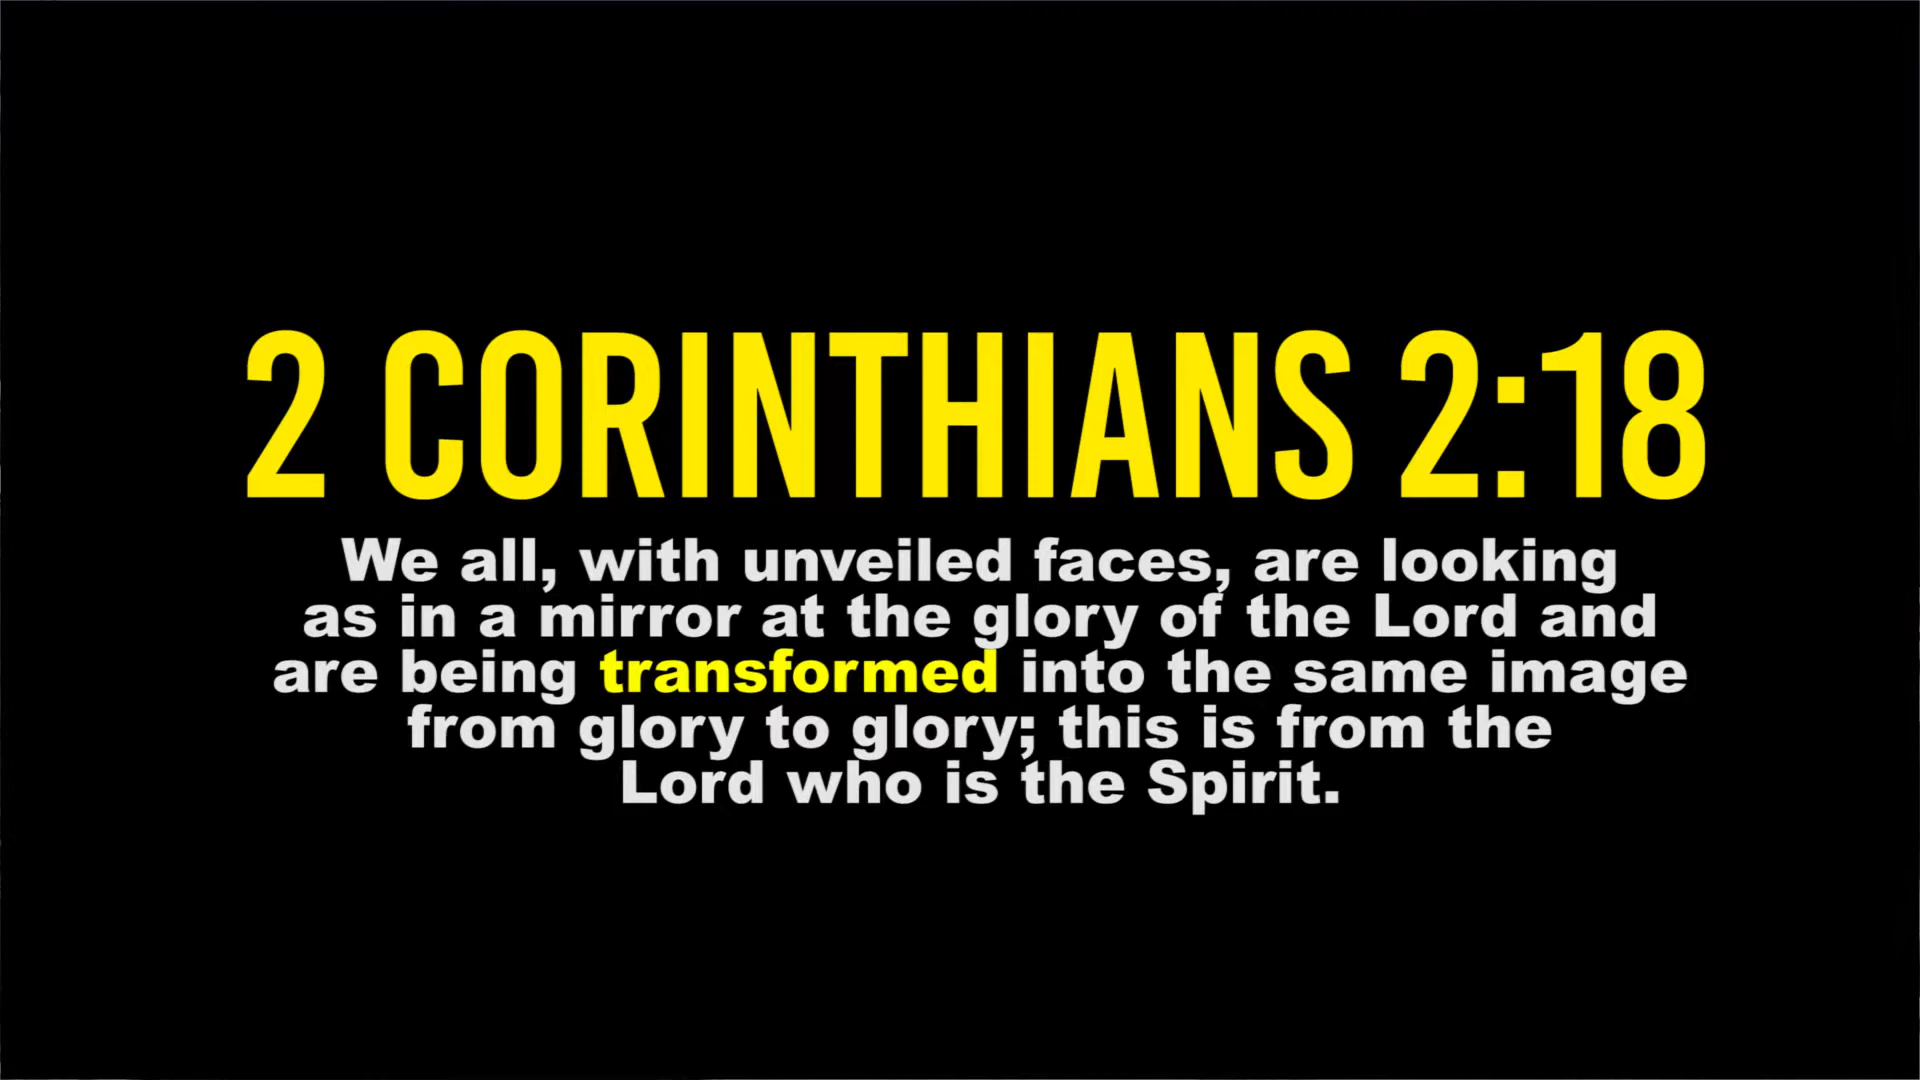 2 CORINTHIANS 2:18
We all, with unveiled faces, are looking
as in a mirror at the glory of the Lord and
are being transformed into the same image
from glory to glory; this is from the
Lord who is the Spirit.